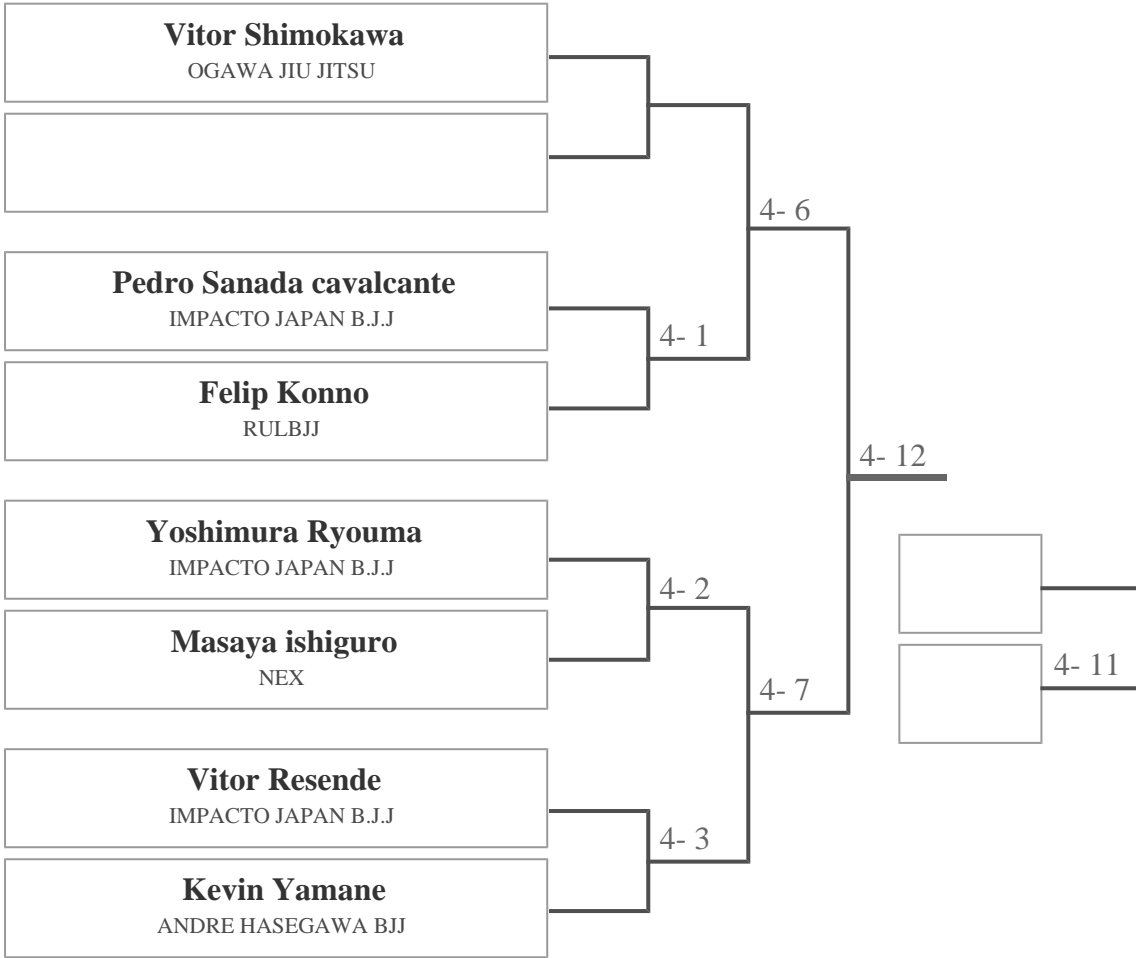 Vitor Shimokawa
OGAWA JIU JITSU
4- 6
Pedro Sanada cavalcante
IMPACTO JAPAN B.J.J
4- 1
Felip Konno
RULBJJ
4- 12
Yoshimura Ryouma
IMPACTO JAPAN B.J.J
4- 2
Masaya ishiguro
NEX
4- 11
4- 7
Vitor Resende
IMPACTO JAPAN B.J.J
4- 3
Kevin Yamane
ANDRE HASEGAWA BJJ